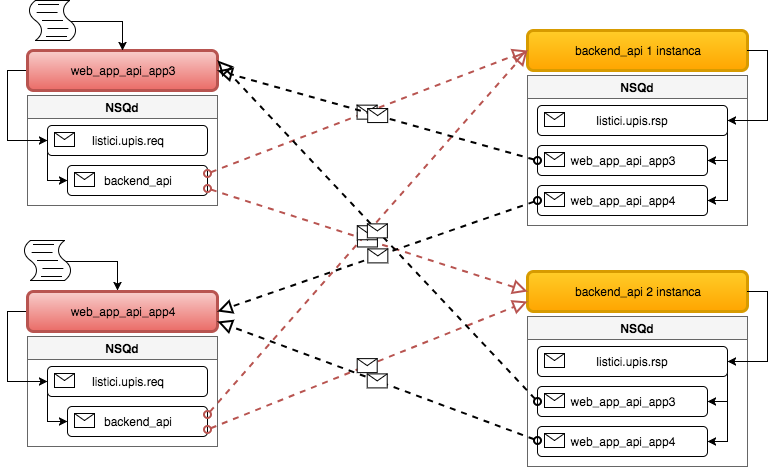 web_app_api_app3
NSQd
listici.upis.req
backend_api
backend_api 1 instanca
NSQd
listici.upis.rsp
web_app_api_app3
web_app_api_app4
web_app_api_app4
NSQd
listici.upis.req
backend_api
backend_api 2 instanca
NSQd
listici.upis.rsp
web_app_api_app3
web_app_api_app4